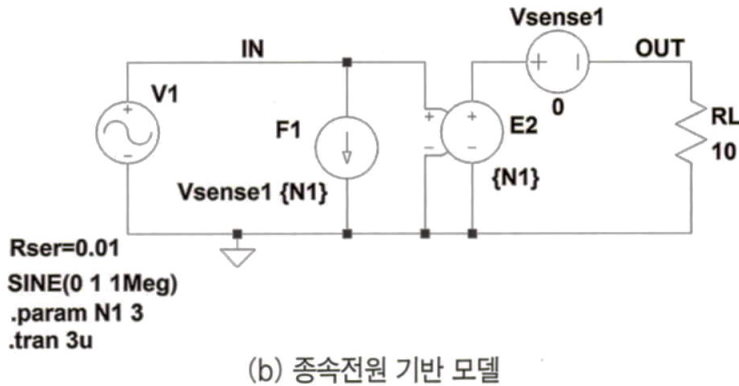 Vsense1
IN
OUT
V1
F1
E2
0
RL
10
Vsense1 {N1}
{N1}
Rser=0.01
SINE(0 1 1Meg)
.param N1 3
.tran 3u
(b) 종속전원 기반 모델